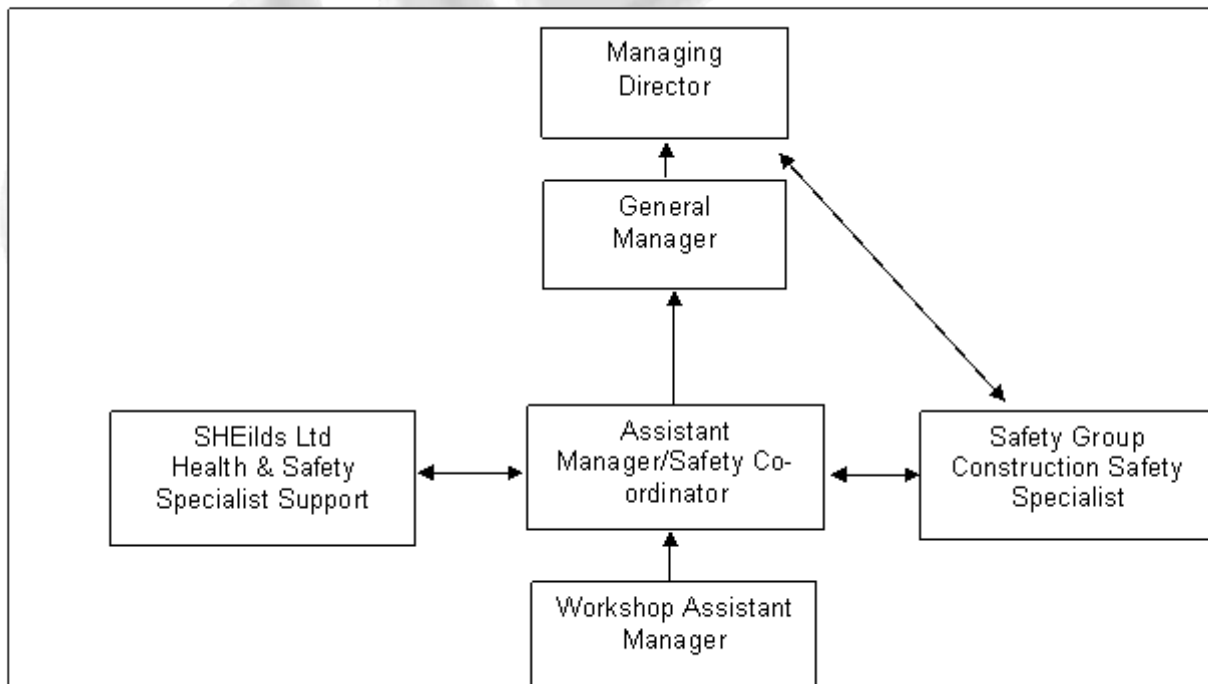 Managing
Director
General
Manager
SHEilds Ltd
Health & Safety
Specialist Support
Assistant
Manager/Safety Co-
ordinator
Safety Group
Construction Safety
Specialist
Workshop Assistant
Manager